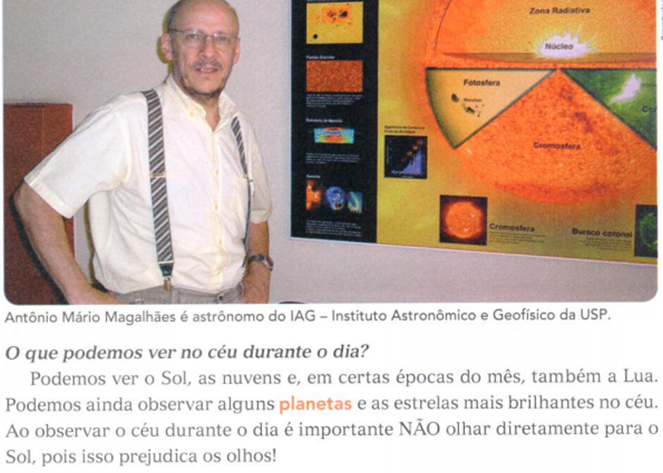 Zona Radiativa
Núcleo
Fotosfera
Manchas
Cromosfera
Cromosfera
Buraco coronal
Antônio Mário Magalhães é astrônomo do IAG – Instituto Astronômico e Geofísico da USP.
O que podemos ver no céu durante o dia?
Podemos ver o Sol, as nuvens e, em certas épocas do mês, também a Lua.
Podemos ainda observar alguns planetas e as estrelas mais brilhantes no céu.
Ao observar o céu durante o dia é importante NÃO olhar diretamente para o
Sol, pois isso prejudica os olhos!